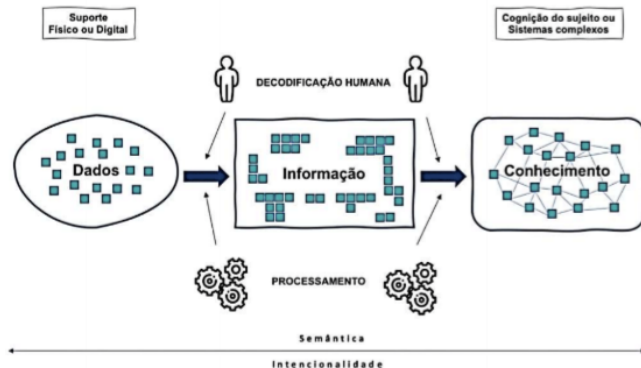 Suporte
Físico ou Digital
Cognição do sujeito ou
Sistemas complexos
DECODIFICAÇÃO HUMANA
Dados
Informação
Conhecimento
PROCESSAMENTO
Semântica
Intencionalidade